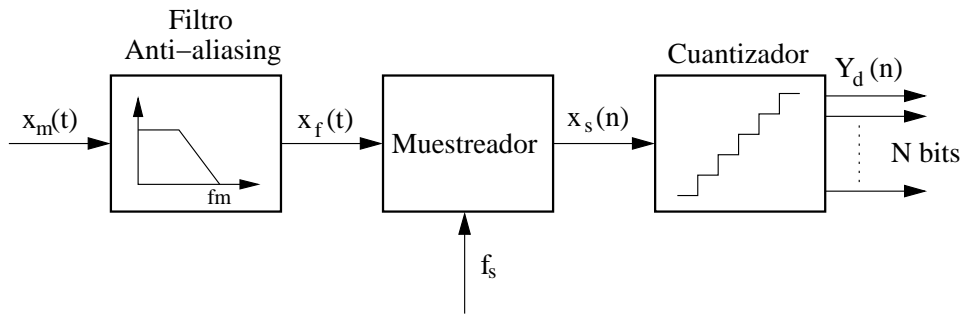 Filtro
Anti-aliasing
Cuantizador
Y_d(n)
x_m(t)
x_f(t)
Muestreador
x_s(n)
N bits
fm
f_s